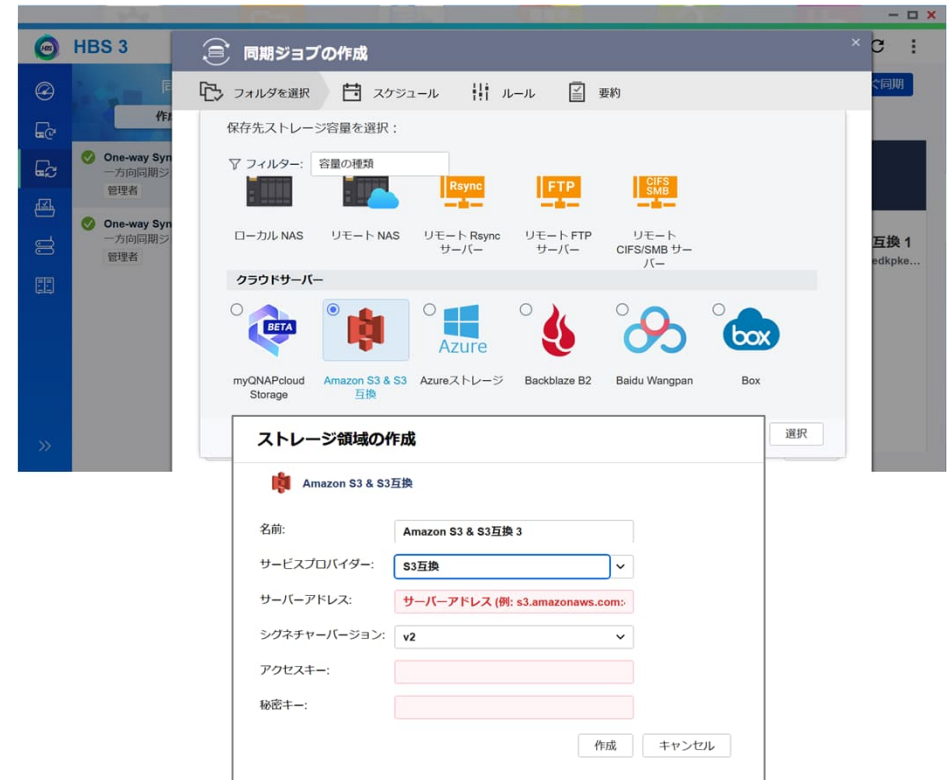 HBS 3
同期ジョブの作成
フォルダを選択 スケジュール ルール 要約
保存先ストレージ容量を選択：
フィルター: 容量の種類
One-way Syn
一方向同期ジ
管理者
One-way Syn
一方向同期ジ
管理者
Rsync
FTP
CIFS
SMB
ローカル NAS
リモート NAS
リモート Rsync
サーバー
リモート FTP
サーバー
リモート
CIFS/SMB サー
バー
互換 1
edkpke...
クラウドサーバー
BETA
Azure
box
myQNAPcloud
Storage
Amazon S3 & S3
互換
Azureストレージ
Backblaze B2
Baidu Wangpan
Box
選択
ストレージ領域の作成
Amazon S3 & S3互換
名前: Amazon S3 & S3互換 3
サービスプロバイダー: S3互換
サーバーアドレス: サーバーアドレス (例: s3.amazonaws.com:
シグネチャーバージョン: v2
アクセスキー:
秘密キー:
作成 キャンセル